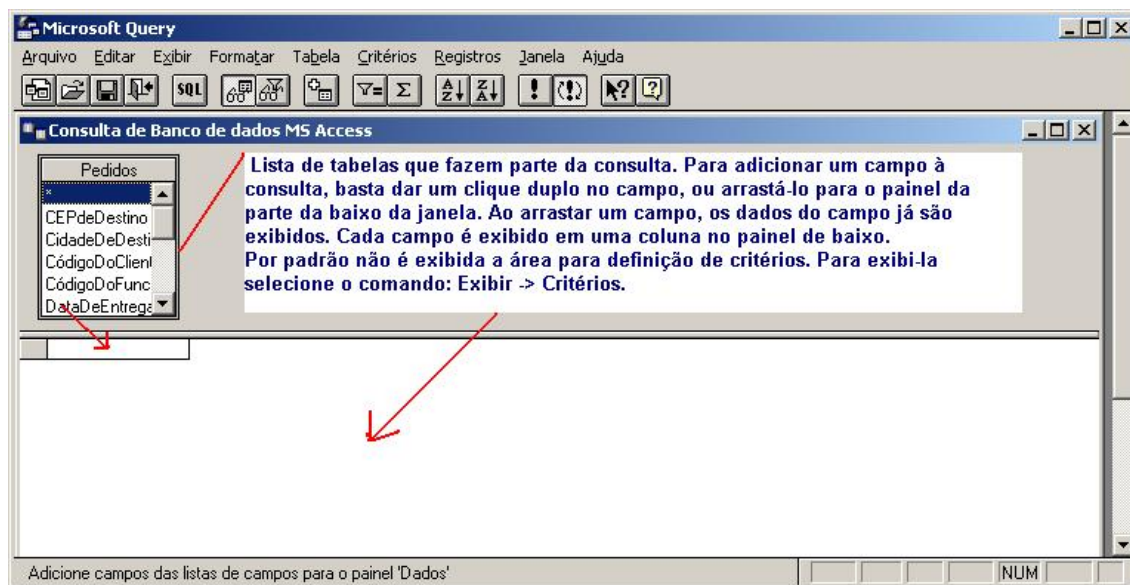 Microsoft Query
Arquivo Editar Exibir Formatar Tabela Critérios Registros Janela Ajuda
SQL
Consulta de Banco de dados MS Access
Pedidos
*
CEPdeDestino
CidadeDeDesti
CódigoDoClient
CódigoDoFunc
DataDeEntrega
Lista de tabelas que fazem parte da consulta. Para adicionar um campo à
consulta, basta dar um clique duplo no campo, ou arrastá-lo para o painel da
parte da baixo da janela. Ao arrastar um campo, os dados do campo já são
exibidos. Cada campo é exibido em uma coluna no painel de baixo.
Por padrão não é exibida a área para definição de critérios. Para exibi-la
selecione o comando: Exibir -> Critérios.
Adicione campos das listas de campos para o painel 'Dados'
NUM